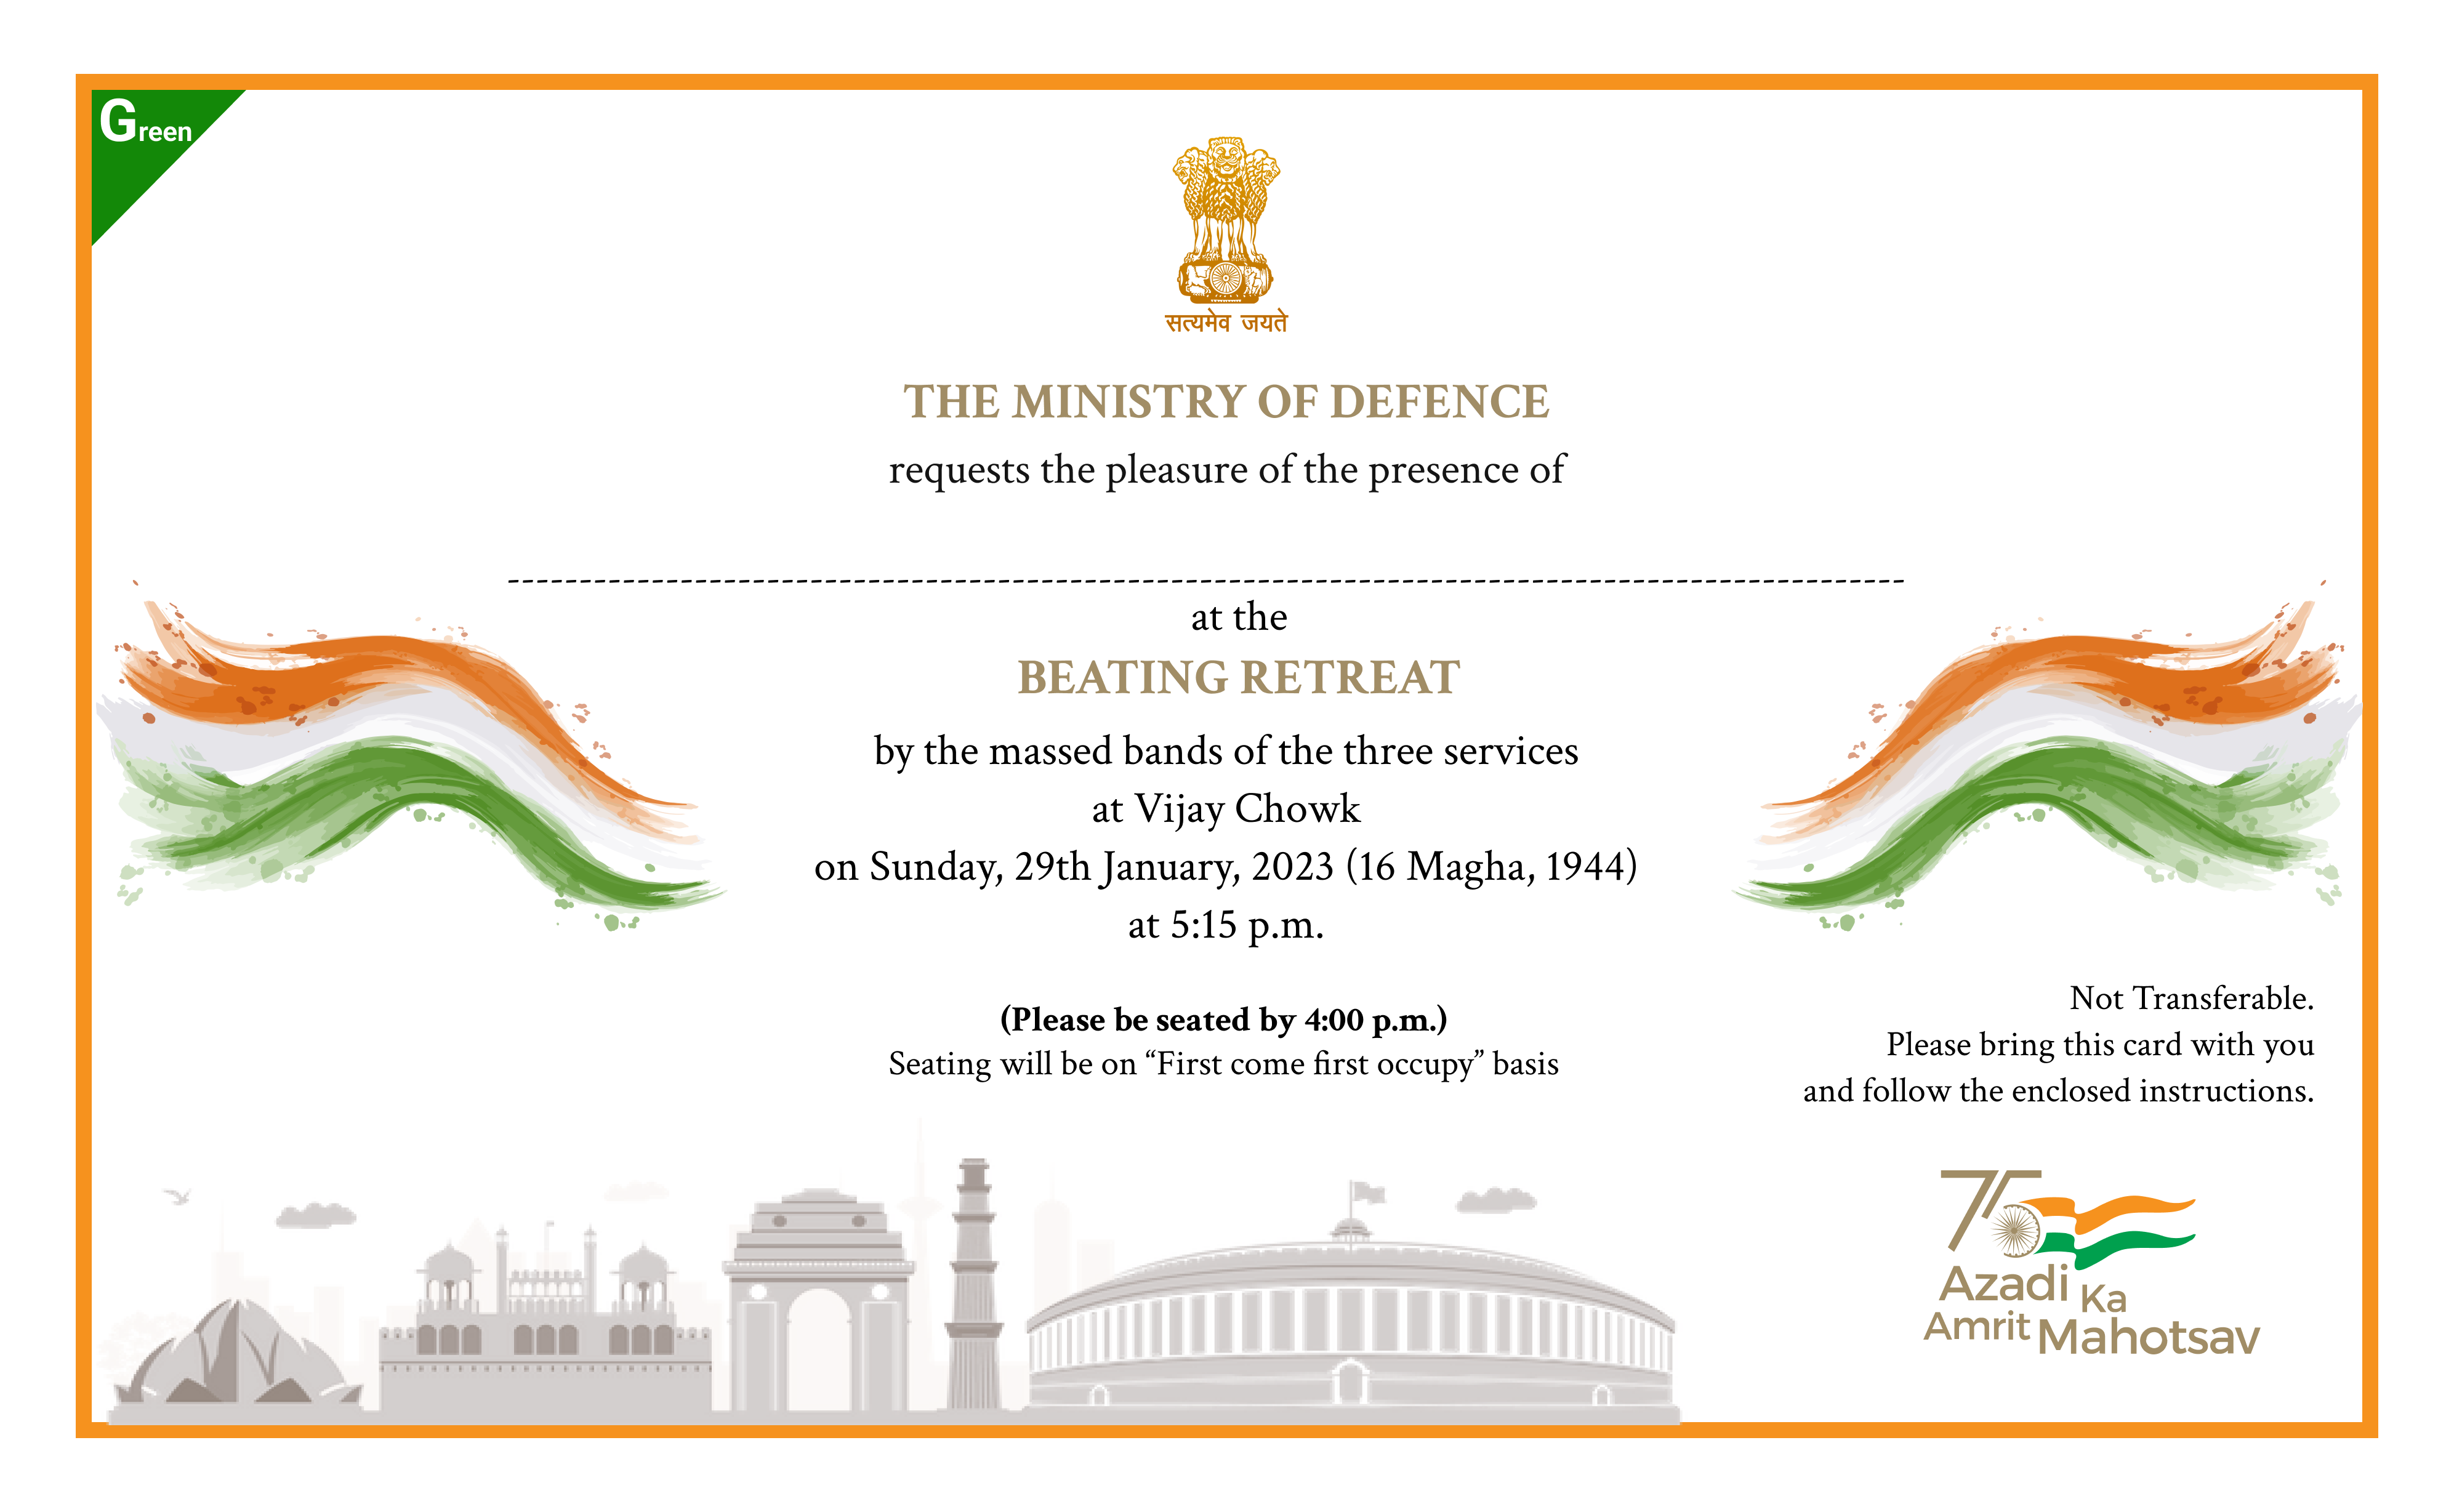 Green
सत्यमेव जयते
THE MINISTRY OF DEFENCE
requests the pleasure of the presence of
at the
BEATING RETREAT
by the massed bands of the three services
at Vijay Chowk
on Sunday, 29th January, 2023 (16 Magha, 1944)
at 5:15 p.m.
(Please be seated by 4:00 p.m.)
Seating will be on “First come first occupy” basis
Not Transferable.
Please bring this card with you
and follow the enclosed instructions.
75
Azadi Ka
Amrit Mahotsav